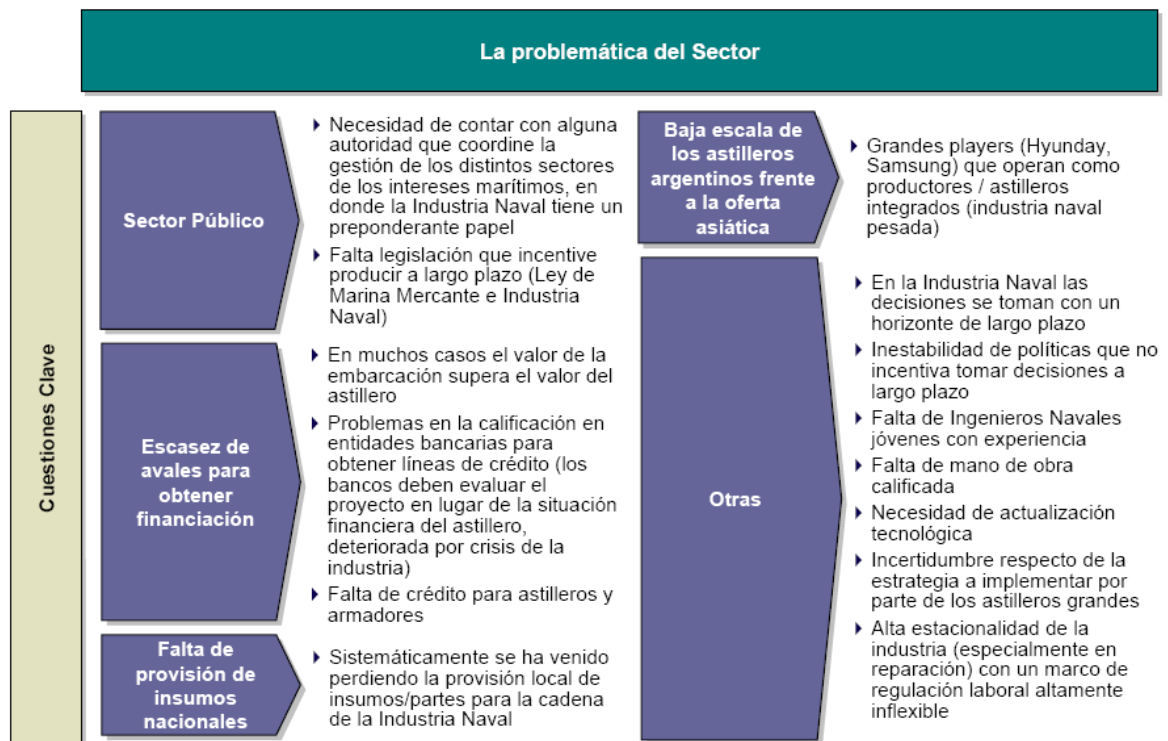 La problemática del Sector
Cuestiones Clave
Sector Público
Necesidad de contar con alguna
autoridad que coordine la
gestión de los distintos sectores
de los intereses marítimos, en
donde la Industria Naval tiene un
preponderante papel
Falta legislación que incentive
producir a largo plazo (Ley de
Marina Mercante e Industria
Naval)
Escasez de
avales para
obtener
financiación
En muchos casos el valor de la
embarcación supera el valor del
astillero
Problemas en la calificación en
entidades bancarias para
obtener líneas de crédito (los
bancos deben evaluar el
proyecto en lugar de la situación
financiera del astillero,
deteriorada por crisis de la
industria)
Falta de crédito para astilleros y
armadores
Falta de
provisión de
insumos
nacionales
Sistemáticamente se ha venido
perdiendo la provisión local de
insumos/partes para la cadena
de la Industria Naval
Baja escala de
los astilleros
argentinos frente
a la oferta
asiática
Grandes players (Hyunday,
Samsung) que operan como
productores / astilleros
integrados (industria naval
pesada)
Otras
En la Industria Naval las
decisiones se toman con un
horizonte de largo plazo
Inestabilidad de políticas que no
incentiva tomar decisiones a
largo plazo
Falta de Ingenieros Navales
jóvenes con experiencia
Falta de mano de obra
calificada
Necesidad de actualización
tecnológica
Incertidumbre respecto de la
estrategia a implementar por
parte de los astilleros grandes
Alta estacionalidad de la
industria (especialmente en
reparación) con un marco de
regulación laboral altamente
inflexible